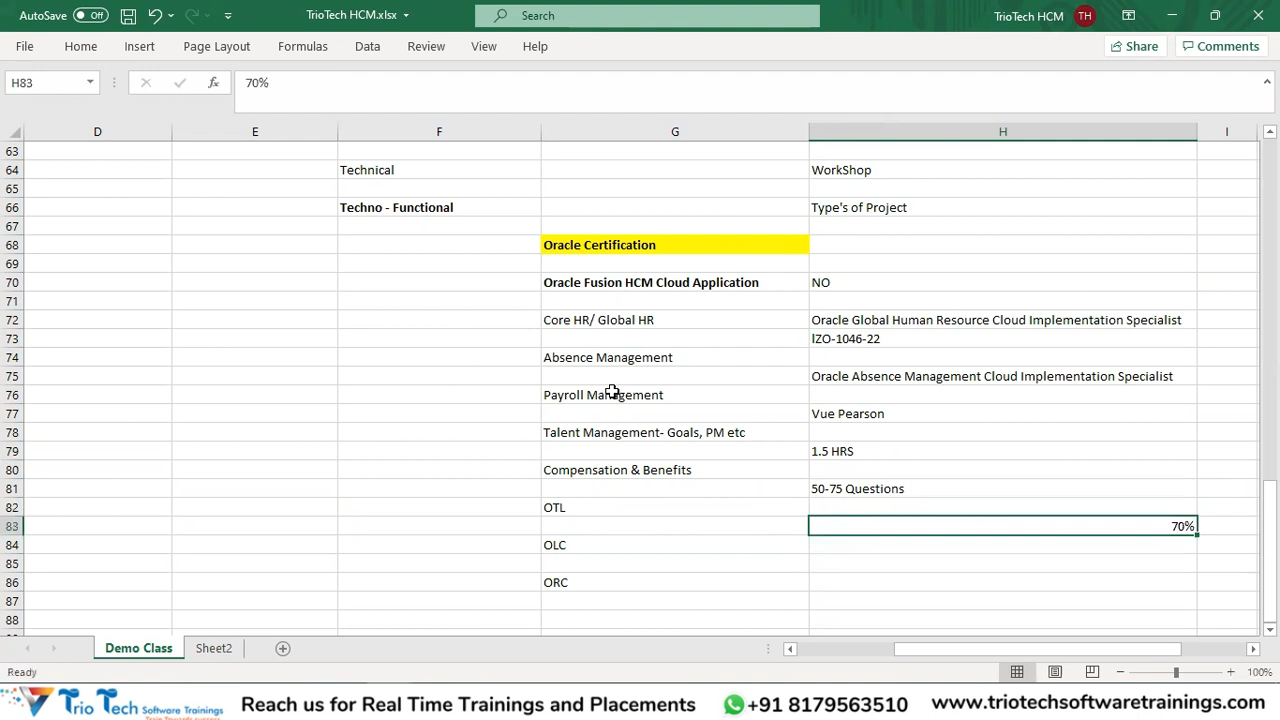 AutoSave Off TrioTech HCM.xlsx Search TrioTech HCM TH
File Home Insert Page Layout Formulas Data Review View Help Share Comments
H83 fx 70%
D E F G H I
63
64 Technical WorkShop
65
66 Techno - Functional Type's of Project
67
68 Oracle Certification
69
70 Oracle Fusion HCM Cloud Application NO
71
72 Core HR/ Global HR Oracle Global Human Resource Cloud Implementation Specialist
73 IZO-1046-22
74 Absence Management
75 Oracle Absence Management Cloud Implementation Specialist
76 Payroll Management
77 Vue Pearson
78 Talent Management- Goals, PM etc
79 1.5 HRS
80 Compensation & Benefits
81 50-75 Questions
82 OTL
83 70%
84 OLC
85
86 ORC
87
88
Demo Class Sheet2
Ready 100%
Trio Tech Software Trainings Reach us for Real Time Trainings and Placements +91 8179563510 www.triotechsoftwaretrainings.com
Trainings Towards success